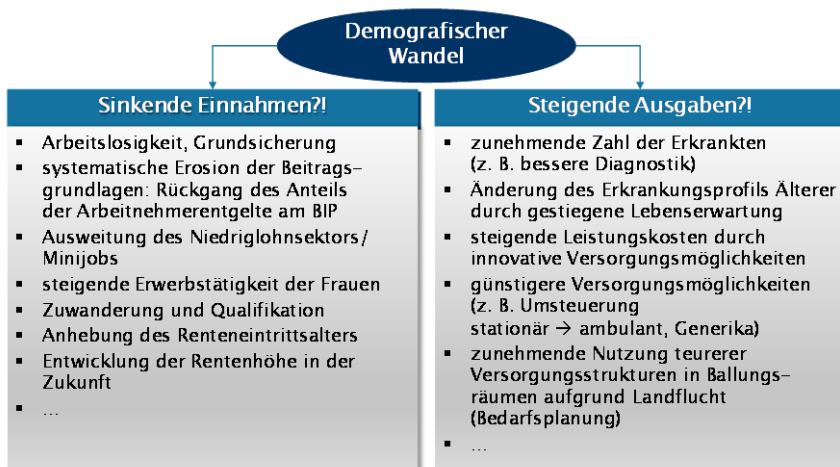 Demografischer
Wandel
Sinkende Einnahmen?!
▪ Arbeitslosigkeit, Grundsicherung
▪ systematische Erosion der Beitrags-
grundlagen: Rückgang des Anteils
der Arbeitnehmerentgelte am BIP
▪ Ausweitung des Niedriglohnsektors/
Minijobs
▪ steigende Erwerbstätigkeit der Frauen
▪ Zuwanderung und Qualifikation
▪ Anhebung des Renteneintrittsalters
▪ Entwicklung der Rentenhöhe in der
Zukunft
▪ ...
Steigende Ausgaben?!
▪ zunehmende Zahl der Erkrankten
(z. B. bessere Diagnostik)
▪ Änderung des Erkrankungsprofils Älterer
durch gestiegene Lebenserwartung
▪ steigende Leistungskosten durch
innovative Versorgungsmöglichkeiten
▪ günstigere Versorgungsmöglichkeiten
(z. B. Umsteuerung
stationär → ambulant, Generika)
▪ zunehmende Nutzung teurerer
Versorgungsstrukturen in Ballungs-
räumen aufgrund Landflucht
(Bedarfsplanung)
▪ ...